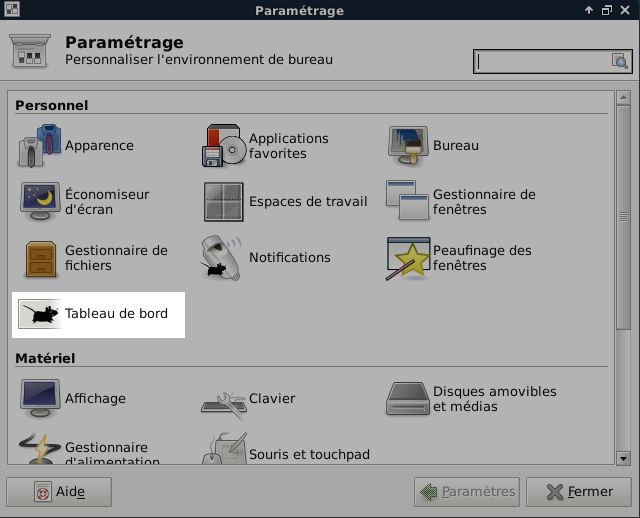 Paramétrage
Paramétrage
Personnaliser l'environnement de bureau
Personnel
Apparence
Applications
favorites
Bureau
Économiseur
d'écran
Espaces de travail
Gestionnaire de
fenêtres
Gestionnaire de
fichiers
Notifications
Peaufinage des
fenêtres
Tableau de bord
Matériel
Affichage
Clavier
Disques amovibles
et médias
Gestionnaire
d'alimentation
Souris et touchpad
Aide
Paramètres
Fermer